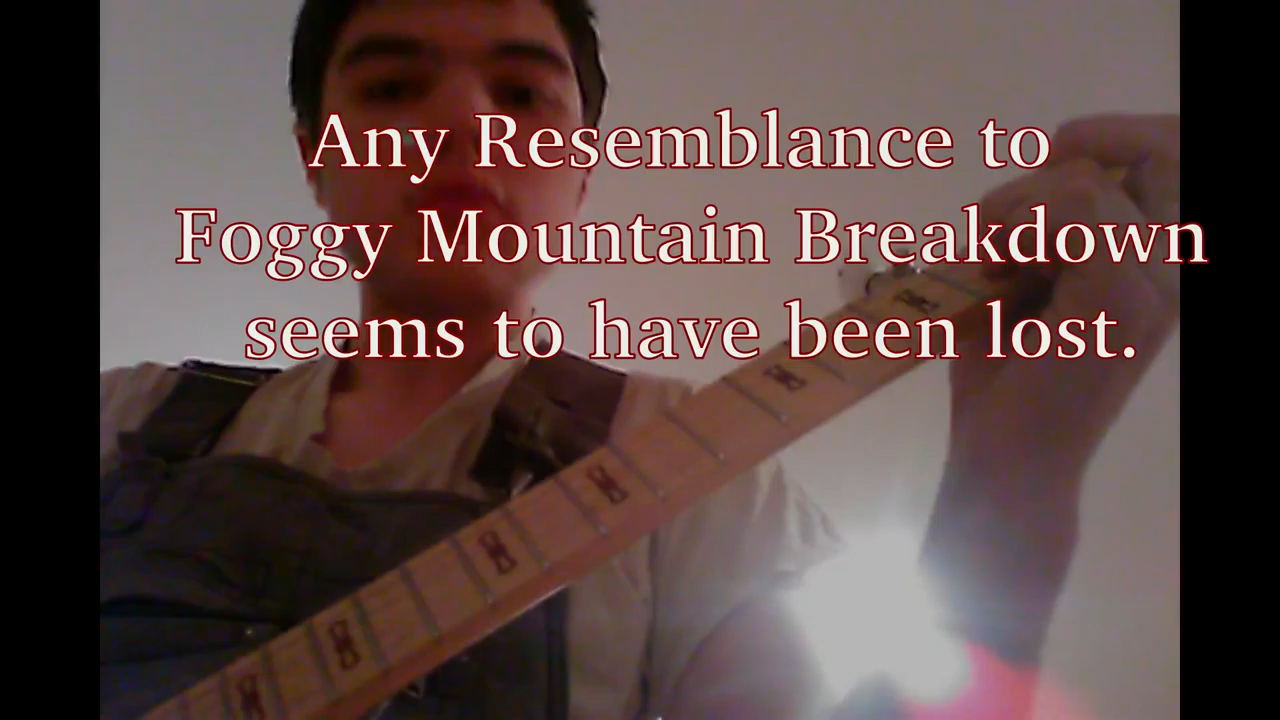 Any Resemblance to
Foggy Mountain Breakdown
seems to have been lost.